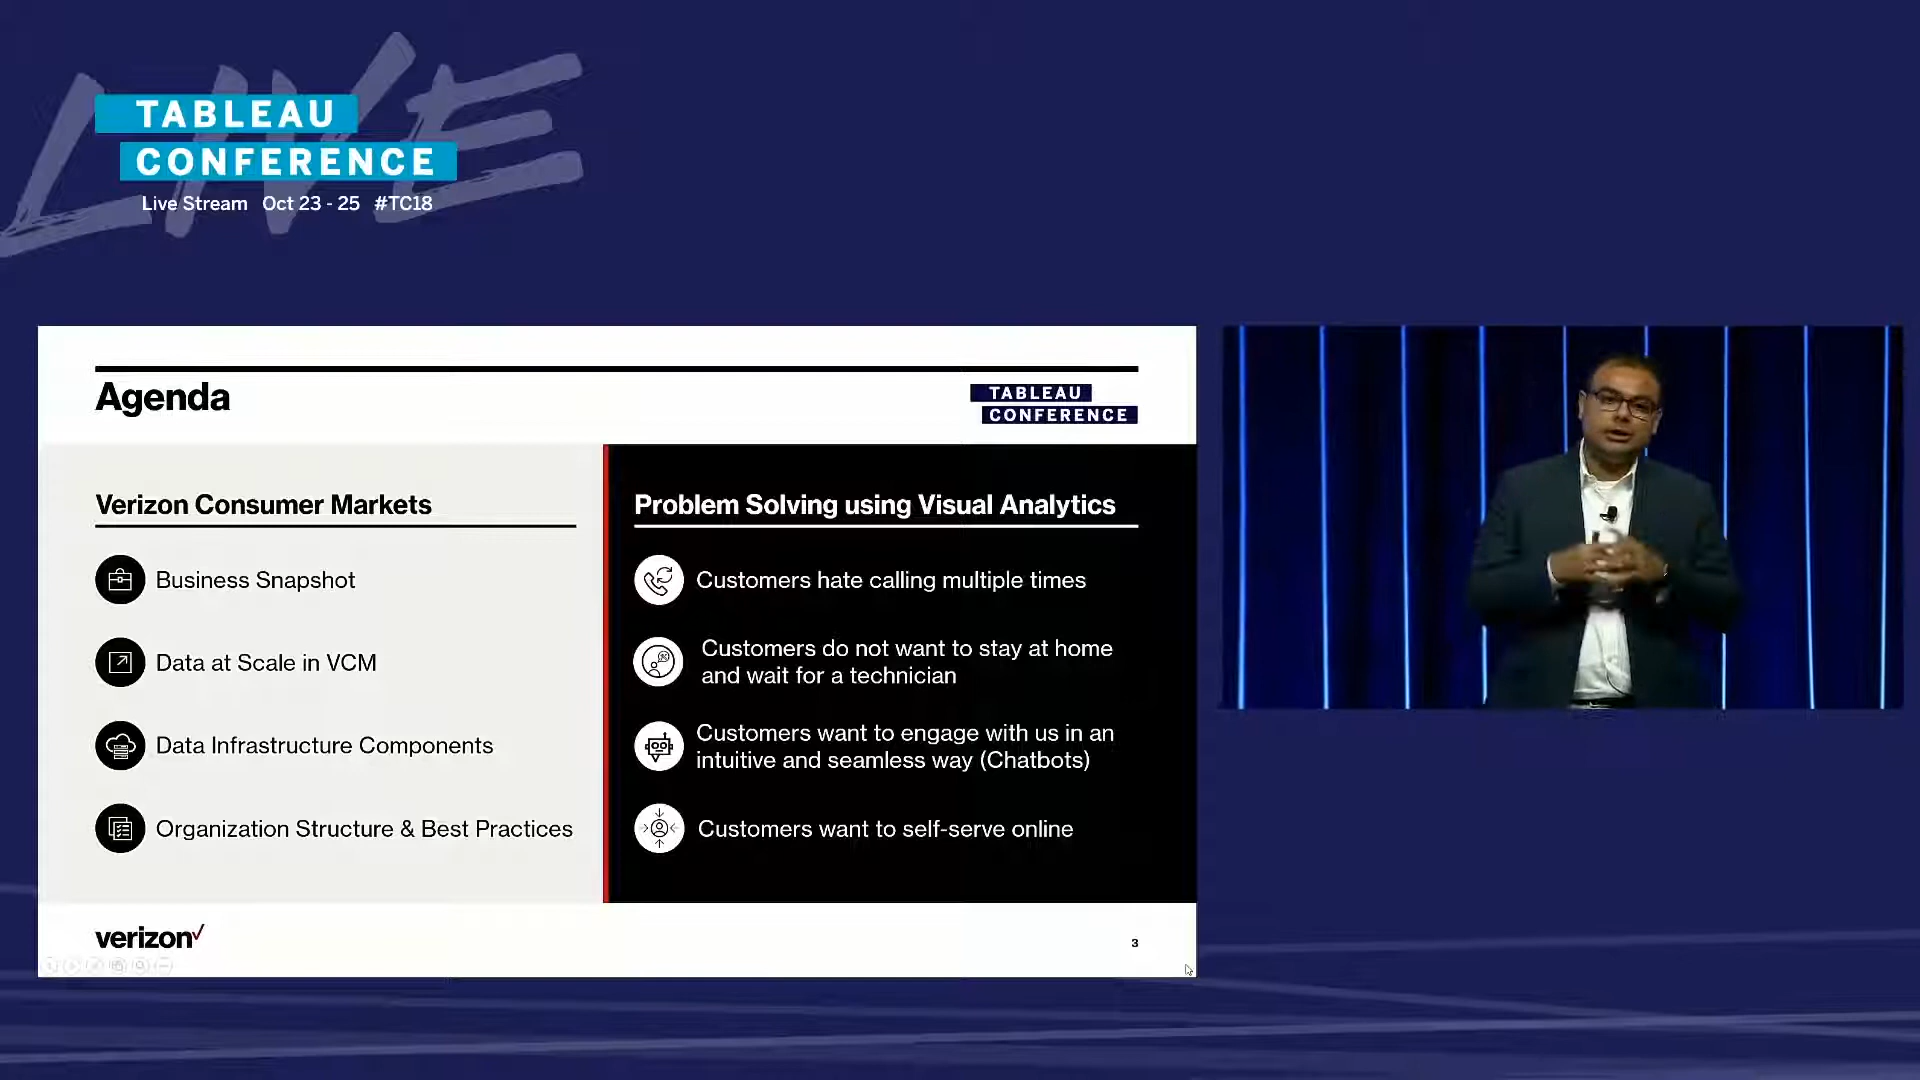 LIVE
TABLEAU
CONFERENCE
Live Stream Oct 23 - 25 #TC18
Agenda
TABLEAU
CONFERENCE
Verizon Consumer Markets
Business Snapshot
Data at Scale in VCM
Data Infrastructure Components
Organization Structure & Best Practices
Problem Solving using Visual Analytics
Customers hate calling multiple times
Customers do not want to stay at home
and wait for a technician
Customers want to engage with us in an
intuitive and seamless way (Chatbots)
Customers want to self-serve online
verizon
3